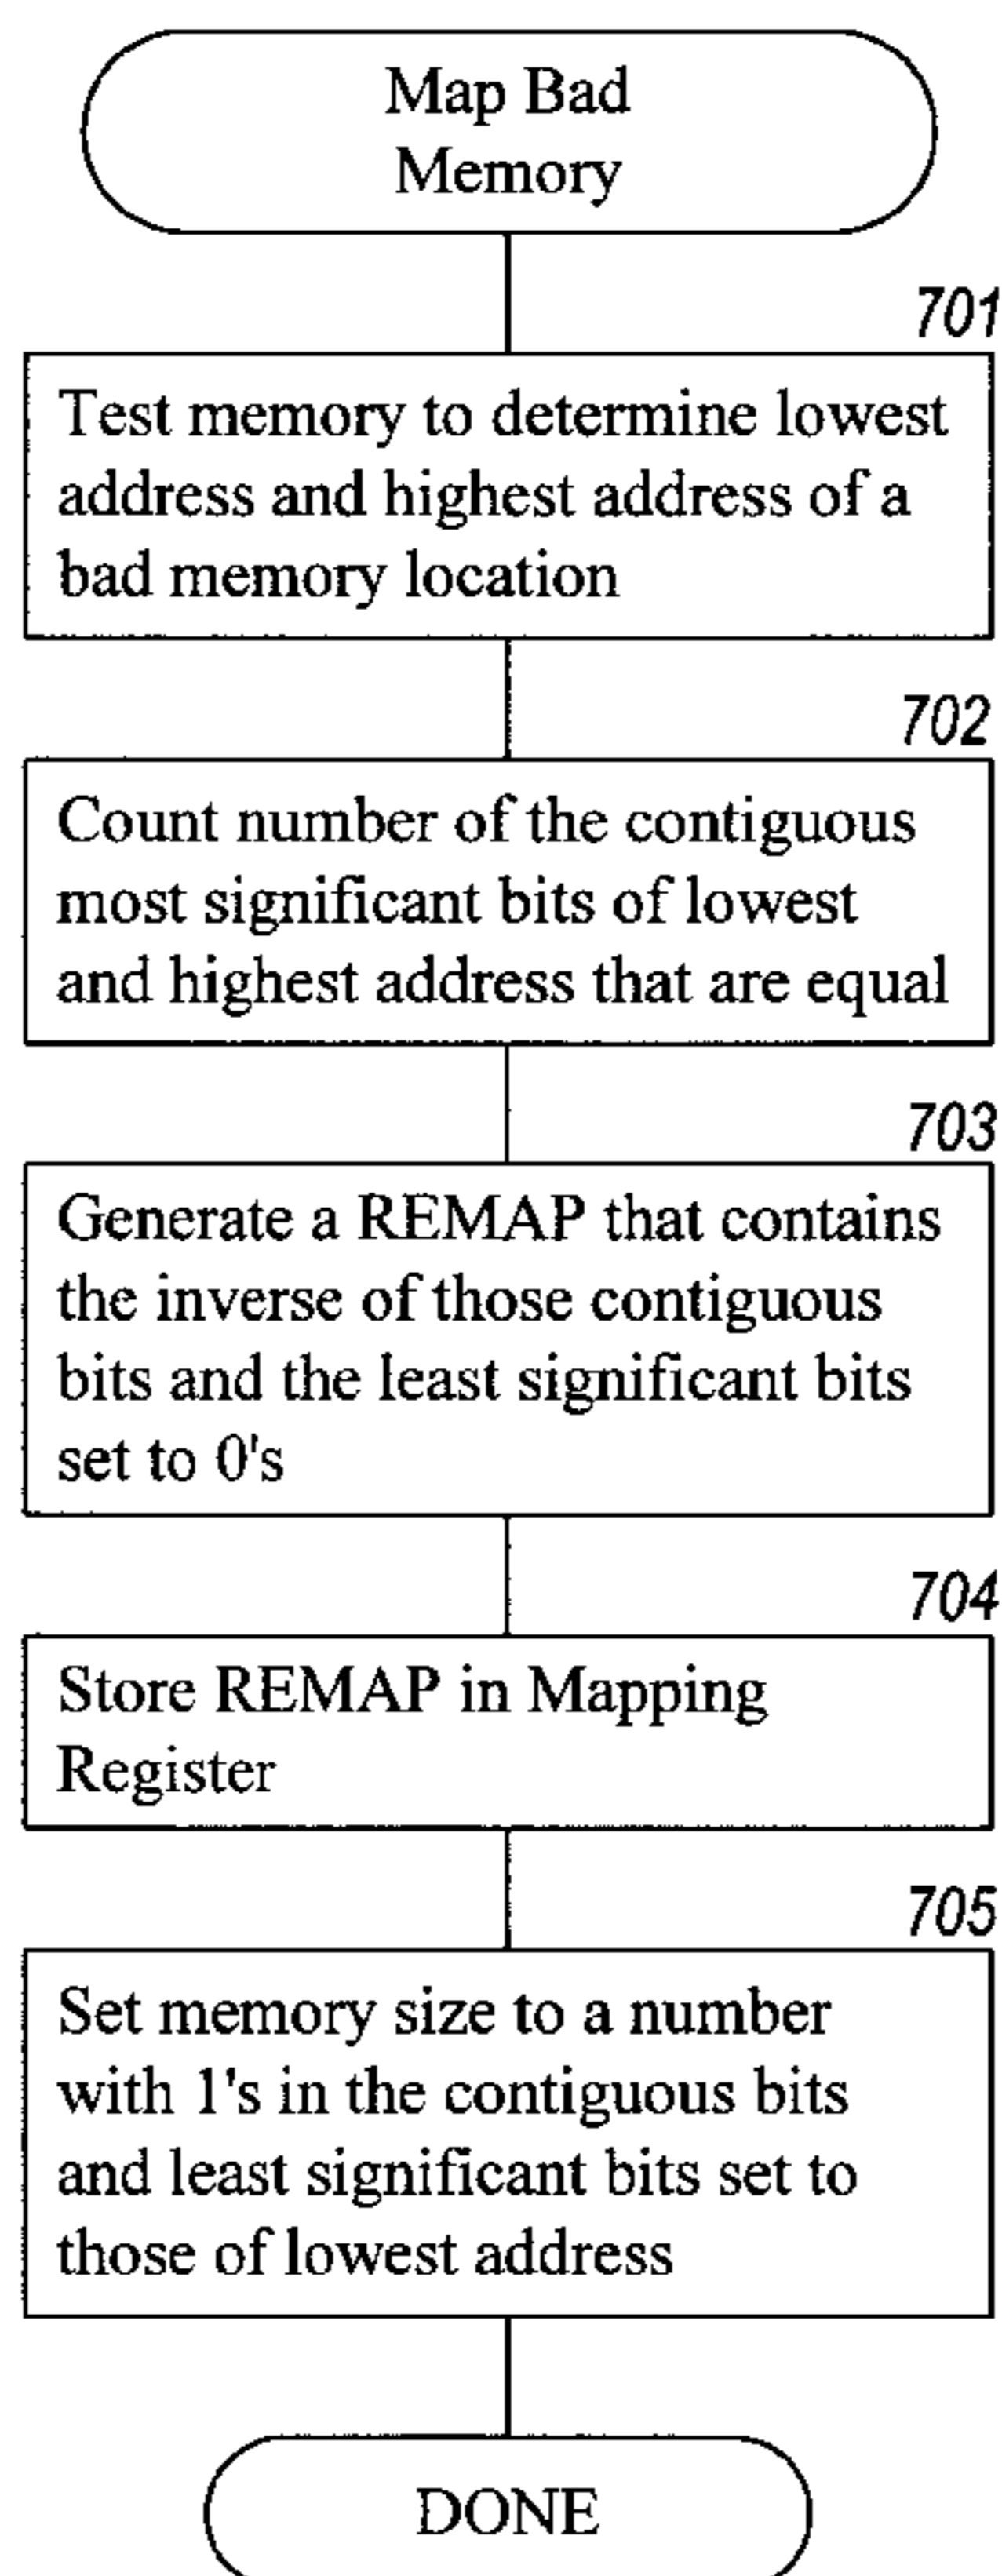 Map Bad
Memory
701
Test memory to determine lowest
address and highest address of a
bad memory location
702
Count number of the contiguous
most significant bits of lowest
and highest address that are equal
703
Generate a REMAP that contains
the inverse of those contiguous
bits and the least significant bits
set to 0's
704
Store REMAP in Mapping
Register
705
Set memory size to a number
with 1's in the contiguous bits
and least significant bits set to
those of lowest address
DONE